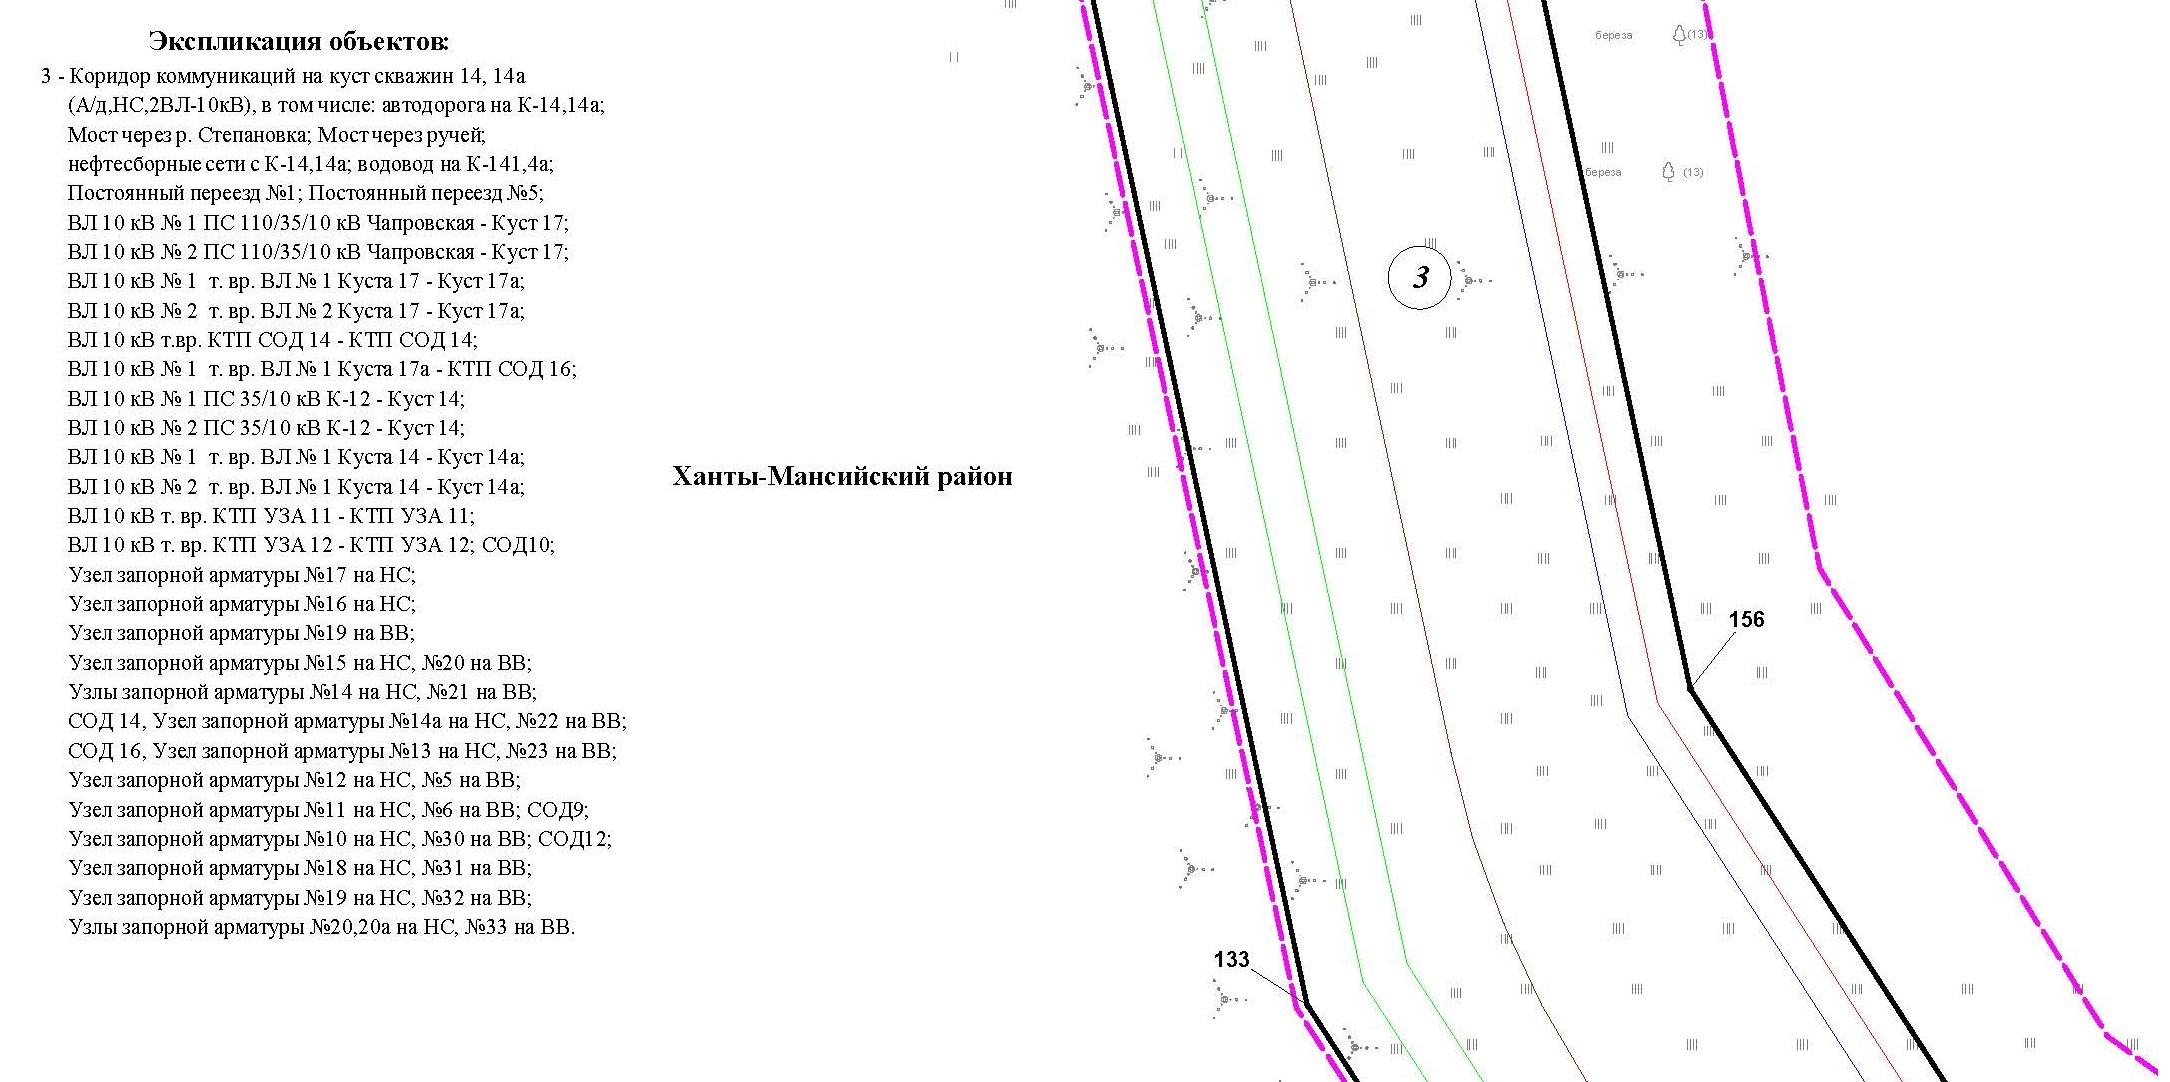 Экспликация объектов:
3 - Коридор коммуникаций на куст скважин 14, 14а
(А/д,НС,2ВЛ-10кВ), в том числе: автодорога на К-14,14а;
Мост через р. Степановка; Мост через ручей;
нефтесборные сети с К-14,14а; водовод на К-141,4а;
Постоянный переезд №1; Постоянный переезд №5;
ВЛ 10 кВ № 1 ПС 110/35/10 кВ Чапровская - Куст 17;
ВЛ 10 кВ № 2 ПС 110/35/10 кВ Чапровская - Куст 17;
ВЛ 10 кВ № 1 т. вр. ВЛ № 1 Куста 17 - Куст 17а;
ВЛ 10 кВ № 2 т. вр. ВЛ № 2 Куста 17 - Куст 17а;
ВЛ 10 кВ т.вр. КТП СОД 14 - КТП СОД 14;
ВЛ 10 кВ № 1 т. вр. ВЛ № 1 Куста 17а - КТП СОД 16;
ВЛ 10 кВ № 1 ПС 35/10 кВ К-12 - Куст 14;
ВЛ 10 кВ № 2 ПС 35/10 кВ К-12 - Куст 14;
ВЛ 10 кВ № 1 т. вр. ВЛ № 1 Куста 14 - Куст 14а;
ВЛ 10 кВ № 2 т. вр. ВЛ № 1 Куста 14 - Куст 14а;
ВЛ 10 кВ т. вр. КТП УЗА 11 - КТП УЗА 11;
ВЛ 10 кВ т. вр. КТП УЗА 12 - КТП УЗА 12; СОД10;
Узел запорной арматуры №17 на НС;
Узел запорной арматуры №16 на НС;
Узел запорной арматуры №19 на ВВ;
Узел запорной арматуры №15 на НС, №20 на ВВ;
Узлы запорной арматуры №14 на НС, №21 на ВВ;
СОД 14, Узел запорной арматуры №14а на НС, №22 на ВВ;
СОД 16, Узел запорной арматуры №13 на НС, №23 на ВВ;
Узел запорной арматуры №12 на НС, №5 на ВВ;
Узел запорной арматуры №11 на НС, №6 на ВВ; СОД9;
Узел запорной арматуры №10 на НС, №30 на ВВ; СОД12;
Узел запорной арматуры №18 на НС, №31 на ВВ;
Узел запорной арматуры №19 на НС, №32 на ВВ;
Узлы запорной арматуры №20,20а на НС, №33 на ВВ.
Ханты-Мансийский район
береза (13)
береза (13)
3
156
133